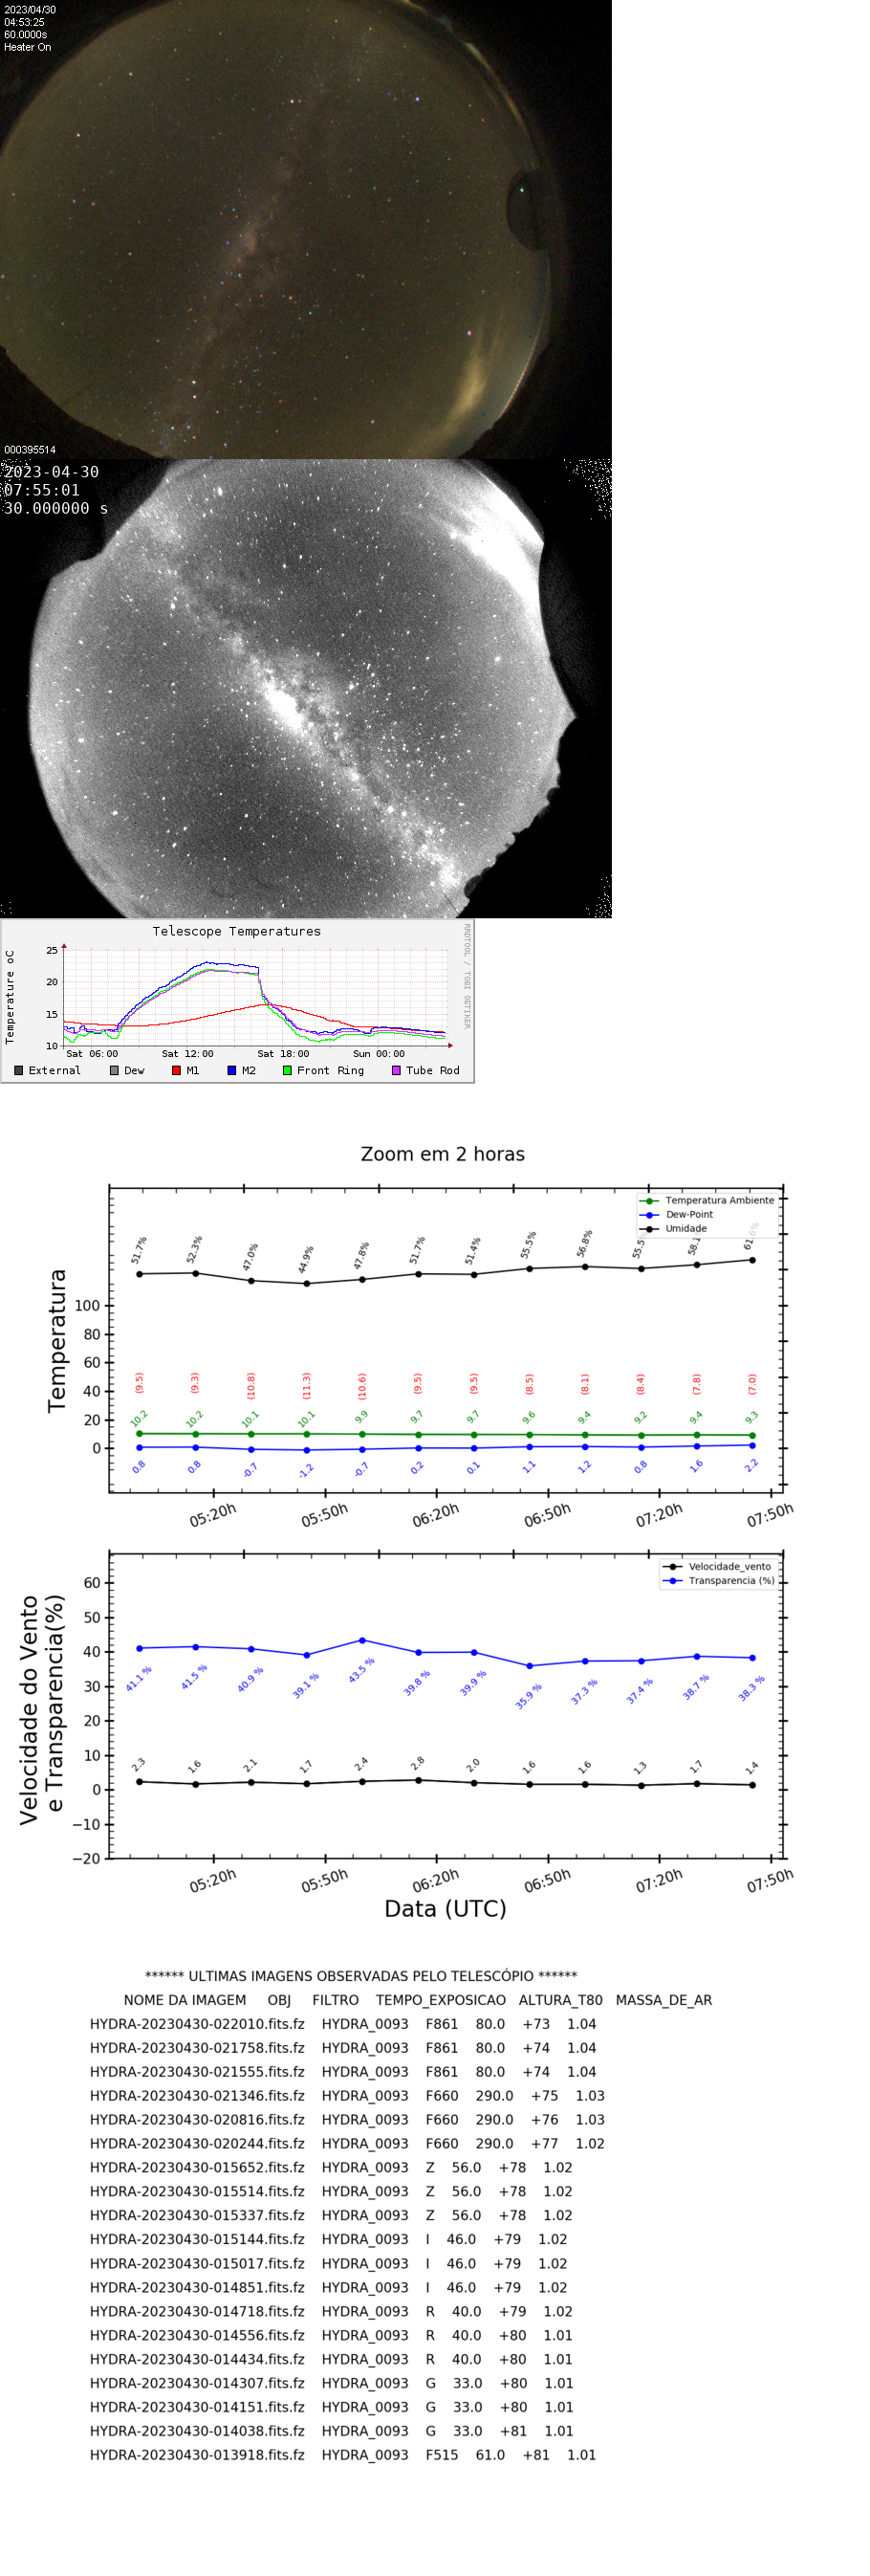 2023/04/30
04:53:25
60.0000s
Heater On
000395514
2023-04-30
07:55:01
30.000000 s
Telescope Temperatures
RRDTOOL / TOBI OETIKER
Temperature oC
25
20
15
10
Sat 06:00 Sat 12:00 Sat 18:00 Sun 00:00
External Dew M1 M2 Front Ring Tube Rod
Zoom em 2 horas
Temperatura Ambiente
Dew-Point
Umidade
51.7% 52.3% 47.0% 44.9% 47.8% 51.7% 51.4% 55.5% 56.8% 55.5 58.1 61.6%
Temperatura
100
80
60
40
20
0
(9.5) (9.3) (10.8) (11.3) (10.6) (9.5) (9.5) (8.5) (8.1) (8.4) (7.8) (7.0)
10.2 10.2 10.1 10.1 9.9 9.7 9.7 9.6 9.4 9.2 9.4 9.3
0.8 0.8 -0.7 -1.2 -0.7 0.2 0.1 1.1 1.2 0.8 1.6 2.2
05:20h 05:50h 06:20h 06:50h 07:20h 07:50h
Velocidade_vento
Transparencia (%)
Velocidade do Vento
e Transparencia(%)
60
50
40
30
20
10
0
−10
−20
41.1 % 41.5 % 40.9 % 39.1 % 43.5 % 39.8 % 39.9 % 35.9 % 37.3 % 37.4 % 38.7 % 38.3 %
2.3 1.6 2.1 1.7 2.4 2.8 2.0 1.6 1.6 1.3 1.7 1.4
05:20h 05:50h 06:20h 06:50h 07:20h 07:50h
Data (UTC)
****** ULTIMAS IMAGENS OBSERVADAS PELO TELESCÓPIO ******
NOME DA IMAGEM OBJ FILTRO TEMPO_EXPOSICAO ALTURA_T80 MASSA_DE_AR
HYDRA-20230430-022010.fits.fz HYDRA_0093 F861 80.0 +73 1.04
HYDRA-20230430-021758.fits.fz HYDRA_0093 F861 80.0 +74 1.04
HYDRA-20230430-021555.fits.fz HYDRA_0093 F861 80.0 +74 1.04
HYDRA-20230430-021346.fits.fz HYDRA_0093 F660 290.0 +75 1.03
HYDRA-20230430-020816.fits.fz HYDRA_0093 F660 290.0 +76 1.03
HYDRA-20230430-020244.fits.fz HYDRA_0093 F660 290.0 +77 1.02
HYDRA-20230430-015652.fits.fz HYDRA_0093 Z 56.0 +78 1.02
HYDRA-20230430-015514.fits.fz HYDRA_0093 Z 56.0 +78 1.02
HYDRA-20230430-015337.fits.fz HYDRA_0093 Z 56.0 +78 1.02
HYDRA-20230430-015144.fits.fz HYDRA_0093 I 46.0 +79 1.02
HYDRA-20230430-015017.fits.fz HYDRA_0093 I 46.0 +79 1.02
HYDRA-20230430-014851.fits.fz HYDRA_0093 I 46.0 +79 1.02
HYDRA-20230430-014718.fits.fz HYDRA_0093 R 40.0 +79 1.02
HYDRA-20230430-014556.fits.fz HYDRA_0093 R 40.0 +80 1.01
HYDRA-20230430-014434.fits.fz HYDRA_0093 R 40.0 +80 1.01
HYDRA-20230430-014307.fits.fz HYDRA_0093 G 33.0 +80 1.01
HYDRA-20230430-014151.fits.fz HYDRA_0093 G 33.0 +80 1.01
HYDRA-20230430-014038.fits.fz HYDRA_0093 G 33.0 +81 1.01
HYDRA-20230430-013918.fits.fz HYDRA_0093 F515 61.0 +81 1.01